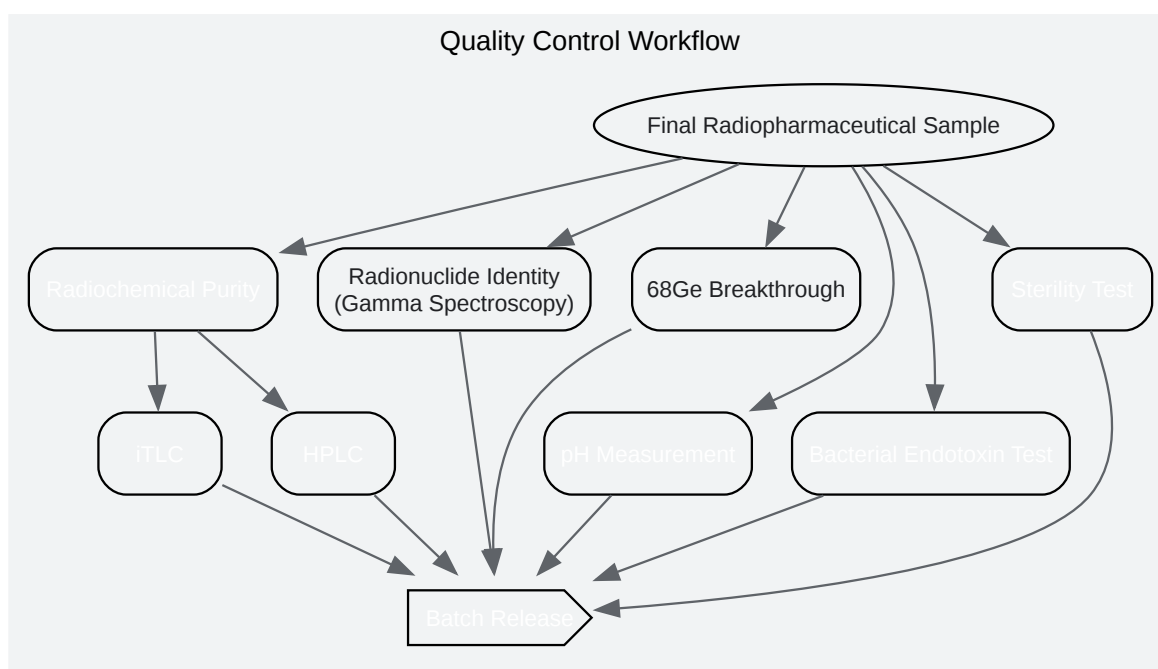 Quality Control Workflow
Final Radiopharmaceutical Sample
Radiochemical Purity
Radionuclide Identity
(Gamma Spectroscopy)
68Ge Breakthrough
Sterility Test
iTLC
HPLC
pH Measurement
Bacterial Endotoxin Test
Batch Release